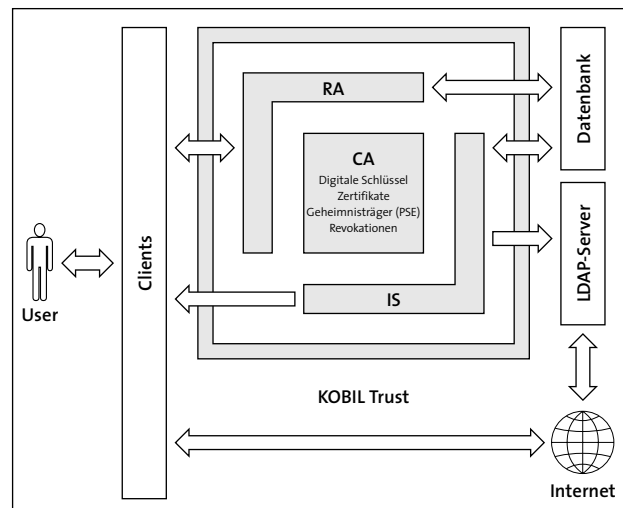 RA
Datenbank
CA
Digitale Schlüssel
Zertifikate
Geheimnisträger (PSE)
Revokationen
LDAP-Server
Clients
IS
User
KOBIL Trust
Internet